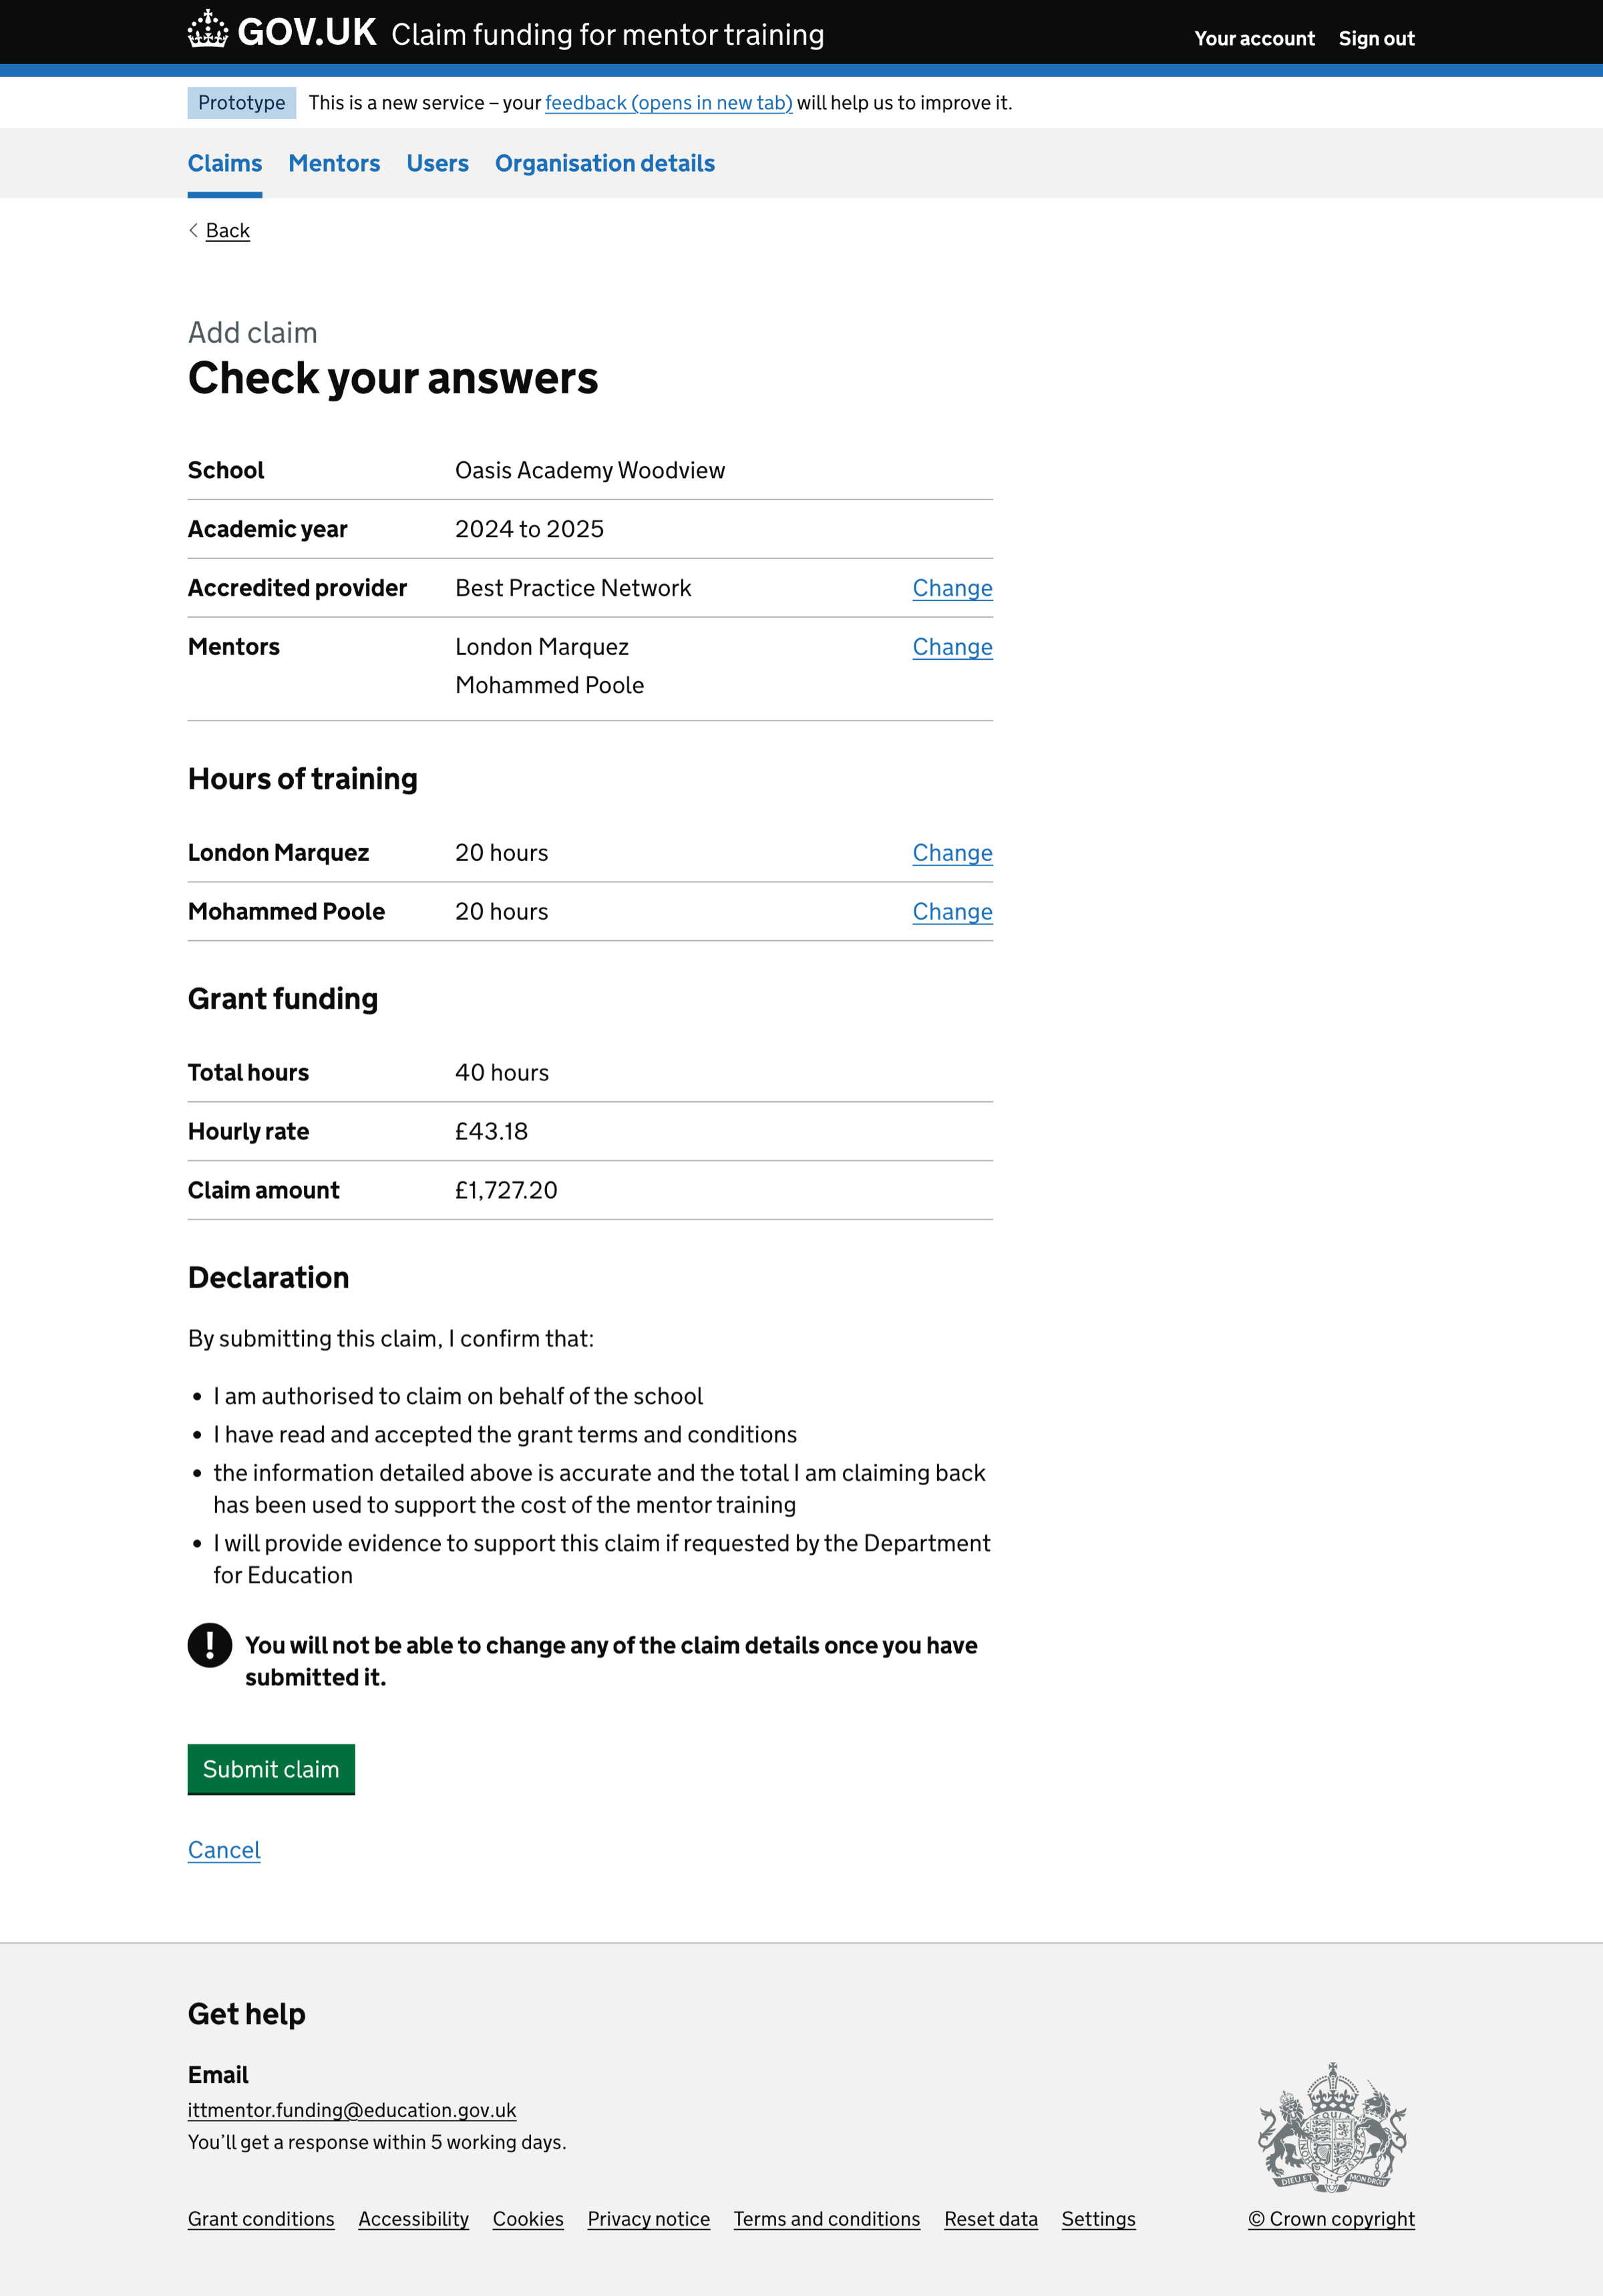 GOV.UK Claim funding for mentor training
Your account Sign out
Prototype This is a new service – your feedback (opens in new tab) will help us to improve it.
Claims Mentors Users Organisation details
Back
Add claim
Check your answers
School Oasis Academy Woodview
Academic year 2024 to 2025
Accredited provider Best Practice Network Change
Mentors London Marquez Change
Mohammed Poole
Hours of training
London Marquez 20 hours Change
Mohammed Poole 20 hours Change
Grant funding
Total hours 40 hours
Hourly rate £43.18
Claim amount £1,727.20
Declaration
By submitting this claim, I confirm that:
• I am authorised to claim on behalf of the school
• I have read and accepted the grant terms and conditions
• the information detailed above is accurate and the total I am claiming back
has been used to support the cost of the mentor training
• I will provide evidence to support this claim if requested by the Department
for Education
! You will not be able to change any of the claim details once you have
submitted it.
Submit claim
Cancel
Get help
Email
ittmentor.funding@education.gov.uk
You’ll get a response within 5 working days.
DIEU ET MON DROIT
Grant conditions Accessibility Cookies Privacy notice Terms and conditions Reset data Settings © Crown copyright